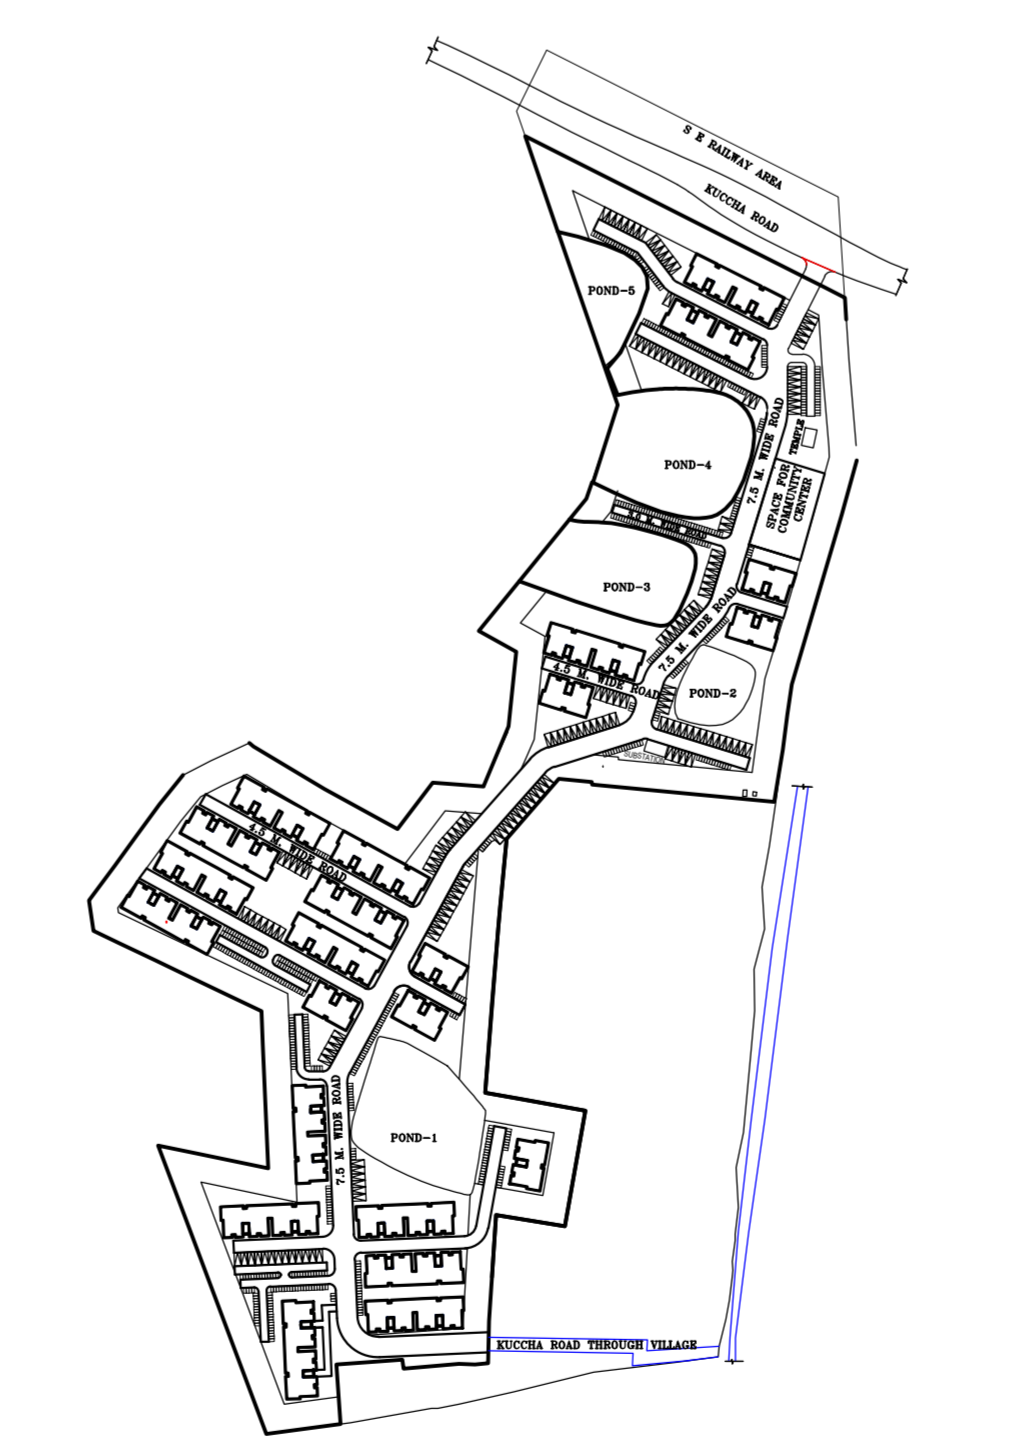 S E RAILWAY AREA
KUCCHA ROAD
POND-5
7.5 M. WIDE ROAD
TEMPLE
POND-4
SPACE FOR
COMMUNITY
CENTER
ROAD
POND-3
7.5 M. WIDE ROAD
4.5 M. WIDE ROAD
POND-2
SUBSTATION
4.5 M. WIDE ROAD
7.5 M. WIDE ROAD
POND-1
KUCCHA ROAD THROUGH VILLAGE